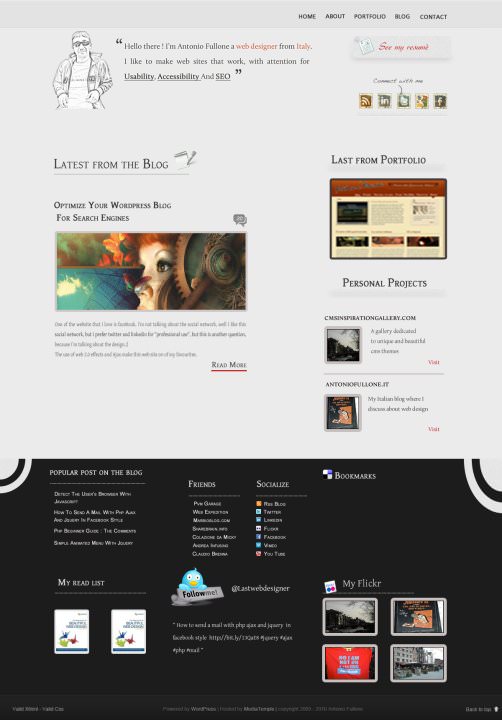 HOME ABOUT PORTFOLIO BLOG CONTACT
“ Hello there ! I'm Antonio Fullone a web designer from Italy.
I like to make web sites that work, with attention for
Usability, Accessibility And SEO ”
See my resumè
Connect with me
Latest from the Blog
Optimize Your Wordpress Blog
For Search Engines
One of the website that I love is facebook. I'm not talking about the social network, well I like this
social network, but I prefer twitter and linkedin for "professional use", but this is another question,
because I'm talking about the design :)
The use of web 2.0 effects and Ajax make this web site on of my favourites.
Read More
Last from Portfolio
Personal Projects
cmsinspirationgallery.com
A gallery dedicated
to unique and beautiful
cms themes
Visit
antoniofullone.it
My Italian blog where I
discuss about web design
Visit
popular post on the blog
Detect The User's Browser With
Javascript
How To Send A Mail With Php Ajax
And Jquery In Facebook Style
Php Beginner Guide : The Comments
Simple Animated Menu With Jquery
Friends
Pvm Garage
Web Expedition
Marsidblog.com
Sharebrain.info
Colazione da Micky
Andrea Infusino
Claudio Brenna
Socialize
Rss Blog
Twitter
Linkedin
Flickr
Facebook
Vimeo
You Tube
Bookmarks
My read list
Follow me!
@Lastwebdesigner
" How to send a mail with php ajax and jquery in
facebook style #jquery #ajax
#php #mail "
My Flickr
NO I AM
NOT ON
Valid Xhtml - Valid Css
Powered by WordPress | hosted by MediaTemple | copyright 2009 - 2010 Antonio Fullone
Back to top